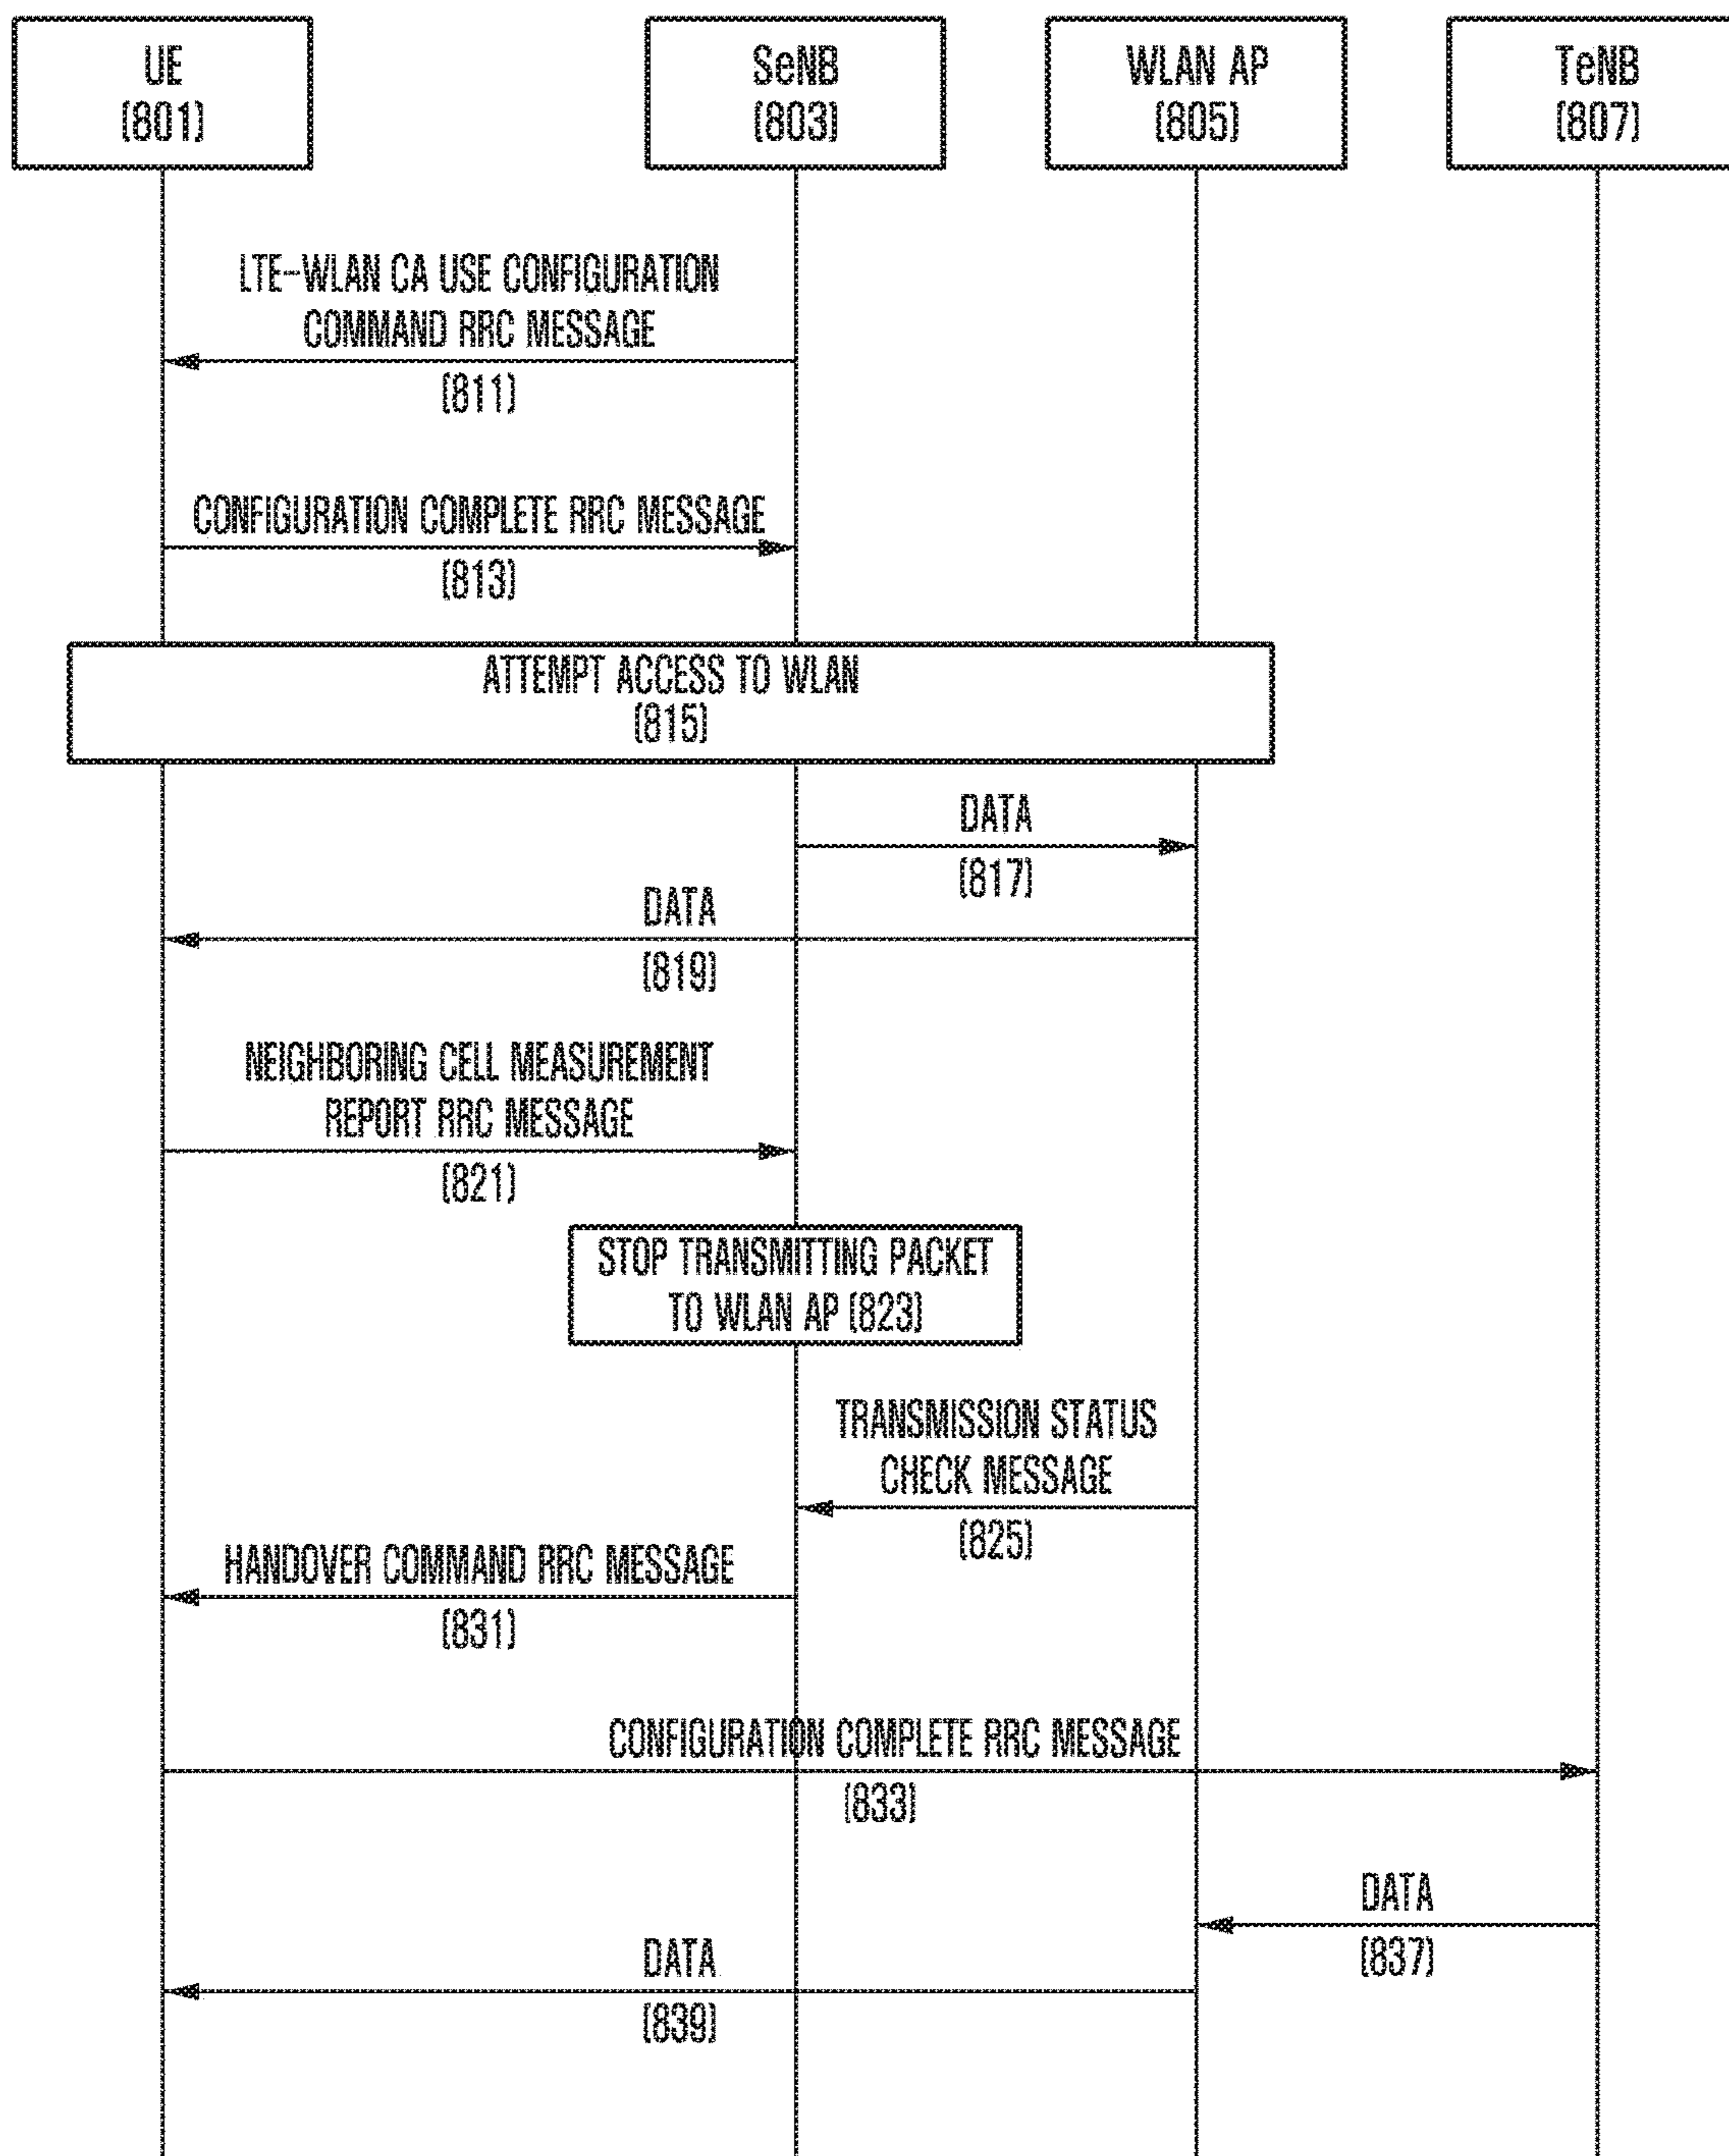 UE
(801)
SeNB
(803)
WLAN AP
(805)
TeNB
(807)
LTE-WLAN CA USE CONFIGURATION
COMMAND RRC MESSAGE
(811)
CONFIGURATION COMPLETE RRC MESSAGE
(813)
ATTEMPT ACCESS TO WLAN
(815)
DATA
(817)
DATA
(819)
NEIGHBORING CELL MEASUREMENT
REPORT RRC MESSAGE
(821)
STOP TRANSMITTING PACKET
TO WLAN AP (823)
TRANSMISSION STATUS
CHECK MESSAGE
(825)
HANDOVER COMMAND RRC MESSAGE
(831)
CONFIGURATION COMPLETE RRC MESSAGE
(833)
DATA
(837)
DATA
(839)